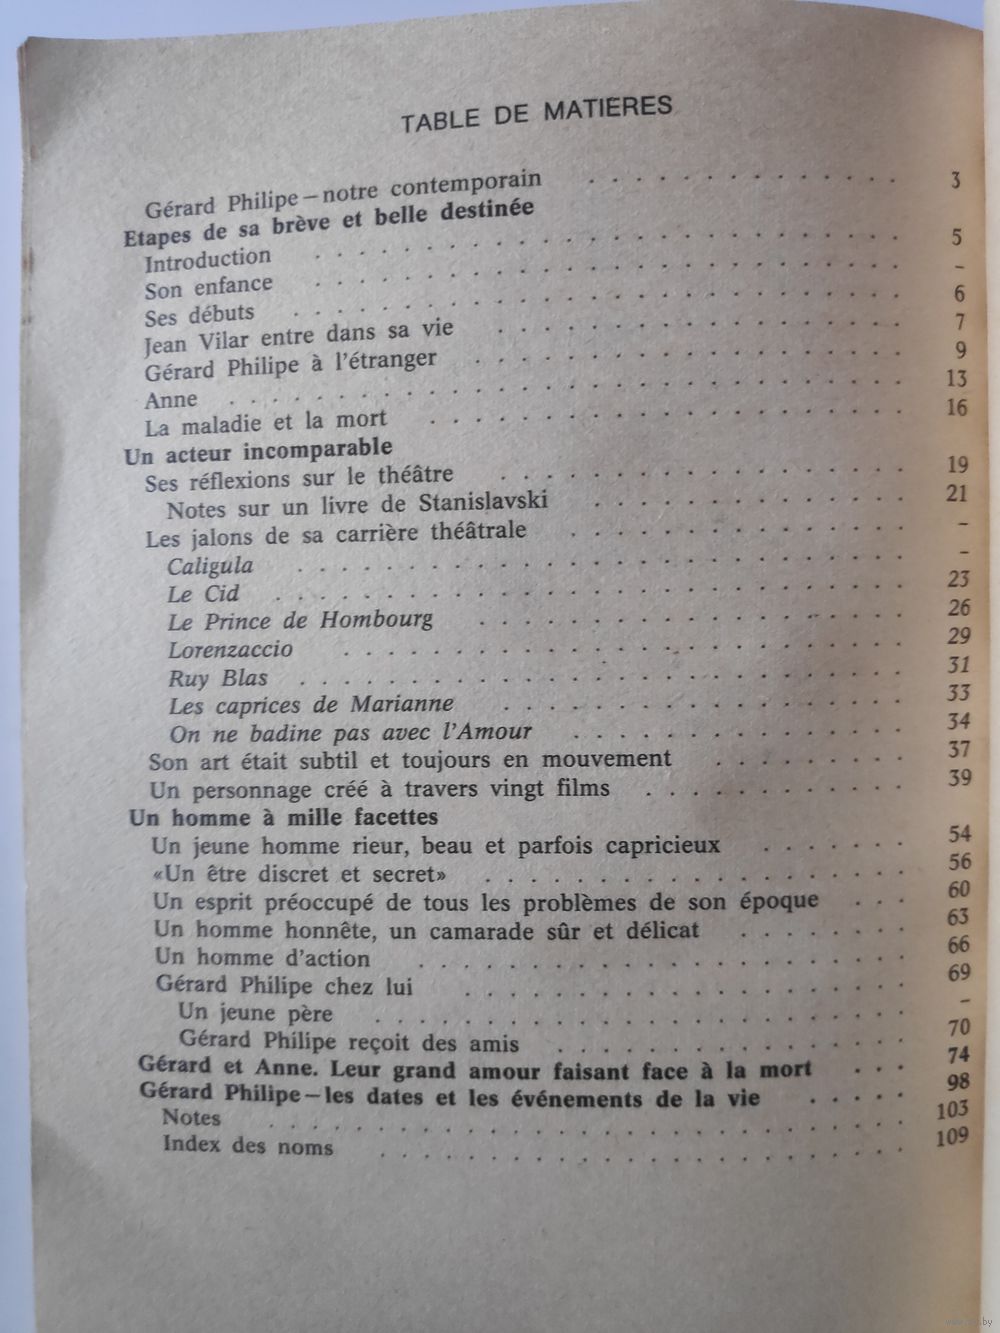 TABLE DE MATIERES
Gérard Philipe – notre contemporain . . . . . . . . . . . . . . 3
Etapes de sa brève et belle destinée
Introduction . . . . . . . . . . . . . . . . . . . . . . 5
Son enfance . . . . . . . . . . . . . . . . . . . . . . –
Ses débuts . . . . . . . . . . . . . . . . . . . . . . . 6
Jean Vilar entre dans sa vie . . . . . . . . . . . . . . . . 7
Gérard Philipe à l'étranger . . . . . . . . . . . . . . . . . 9
Anne . . . . . . . . . . . . . . . . . . . . . . . . . . 13
La maladie et la mort . . . . . . . . . . . . . . . . . . . 16
Un acteur incomparable
Ses réflexions sur le théâtre . . . . . . . . . . . . . . . . 19
Notes sur un livre de Stanislavski . . . . . . . . . . . . . 21
Les jalons de sa carrière théâtrale . . . . . . . . . . . . . . –
Caligula . . . . . . . . . . . . . . . . . . . . . . . . –
Le Cid . . . . . . . . . . . . . . . . . . . . . . . . . 23
Le Prince de Hombourg . . . . . . . . . . . . . . . . . 26
Lorenzaccio . . . . . . . . . . . . . . . . . . . . . . 29
Ruy Blas . . . . . . . . . . . . . . . . . . . . . . . . 31
Les caprices de Marianne . . . . . . . . . . . . . . . . 33
On ne badine pas avec l'Amour . . . . . . . . . . . . . 34
Son art était subtil et toujours en mouvement . . . . . . . . 37
Un personnage créé à travers vingt films . . . . . . . . . . . 39
Un homme à mille facettes
Un jeune homme rieur, beau et parfois capricieux . . . . . . . 54
«Un être discret et secret» . . . . . . . . . . . . . . . . . 56
Un esprit préoccupé de tous les problèmes de son époque . . . 60
Un homme honnête, un camarade sûr et délicat . . . . . . . . 63
Un homme d'action . . . . . . . . . . . . . . . . . . . . 66
Gérard Philipe chez lui . . . . . . . . . . . . . . . . . . 69
Un jeune père . . . . . . . . . . . . . . . . . . . . . . –
Gérard Philipe reçoit des amis . . . . . . . . . . . . . . 70
Gérard et Anne. Leur grand amour faisant face à la mort . . . 74
Gérard Philipe – les dates et les événements de la vie . . . . . 98
Notes . . . . . . . . . . . . . . . . . . . . . . . . . 103
Index des noms . . . . . . . . . . . . . . . . . . . . . 109